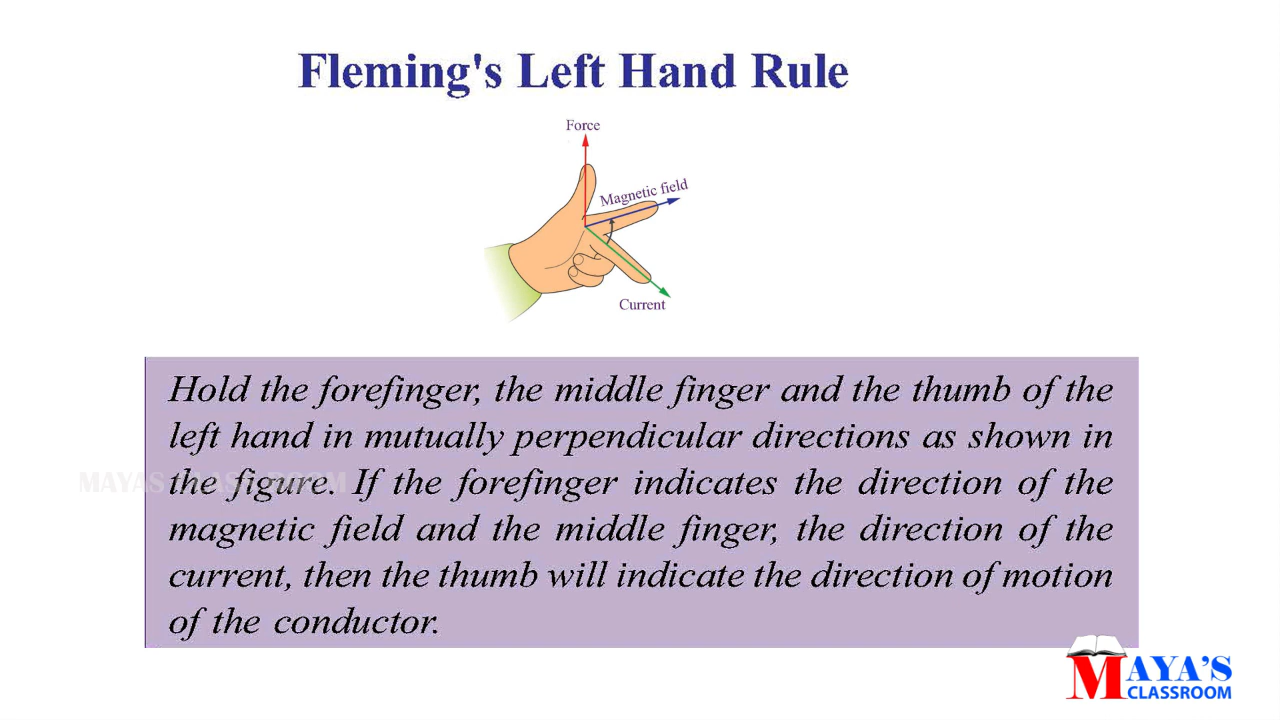 Fleming's Left Hand Rule
Force
Magnetic field
Current
Hold the forefinger, the middle finger and the thumb of the
left hand in mutually perpendicular directions as shown in
the figure. If the forefinger indicates the direction of the
magnetic field and the middle finger, the direction of the
current, then the thumb will indicate the direction of motion
of the conductor.
MAYAS CLASS ROOM
MAYA'S
CLASSROOM